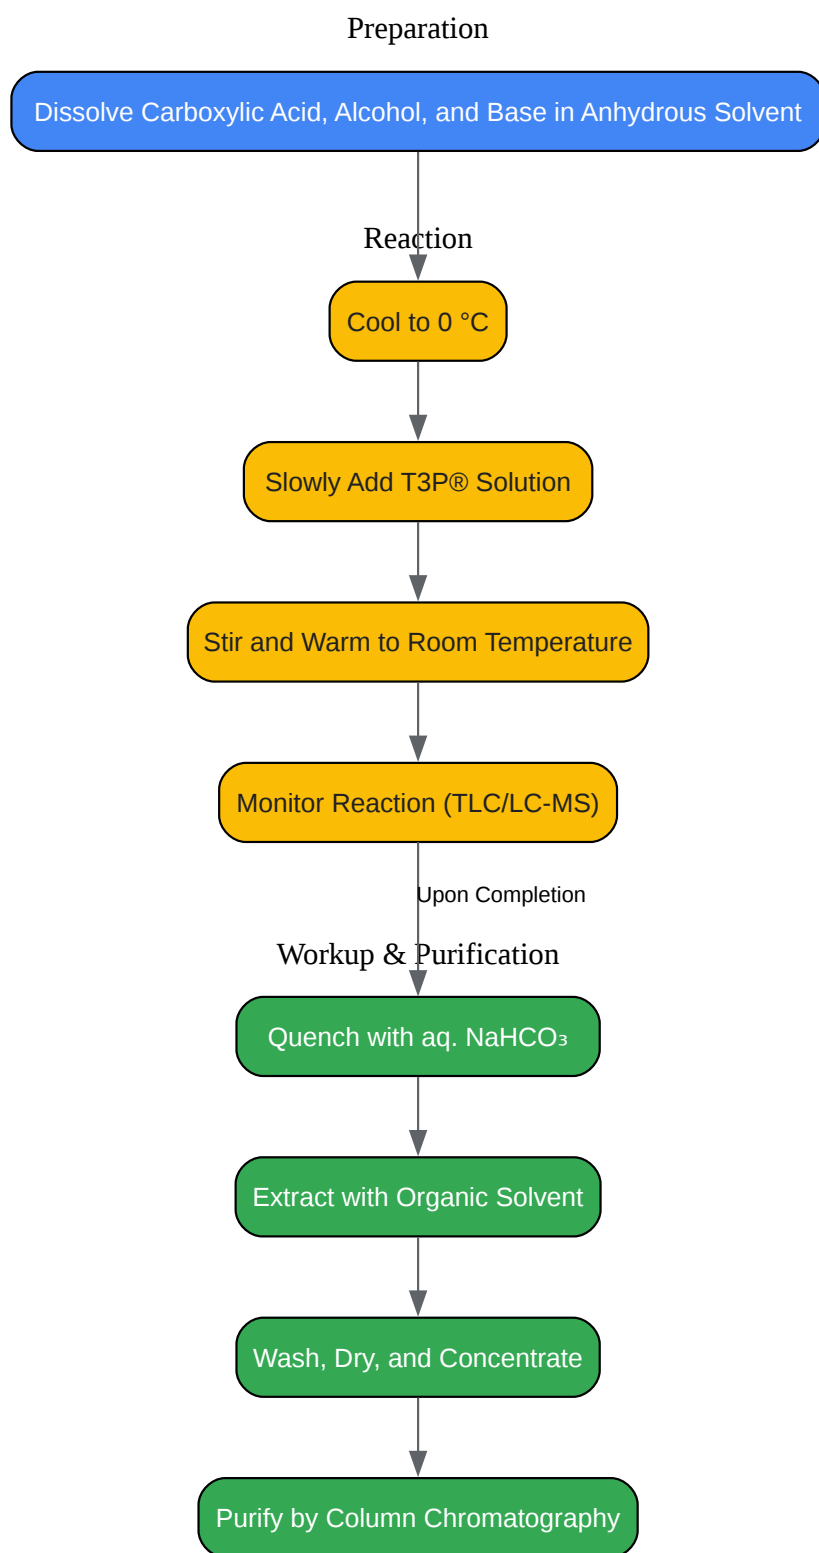 Preparation
Dissolve Carboxylic Acid, Alcohol, and Base in Anhydrous Solvent
Reaction
Cool to 0 °C
Slowly Add T3P® Solution
Stir and Warm to Room Temperature
Monitor Reaction (TLC/LC-MS)
Upon Completion
Workup & Purification
Quench with aq. NaHCO₃
Extract with Organic Solvent
Wash, Dry, and Concentrate
Purify by Column Chromatography